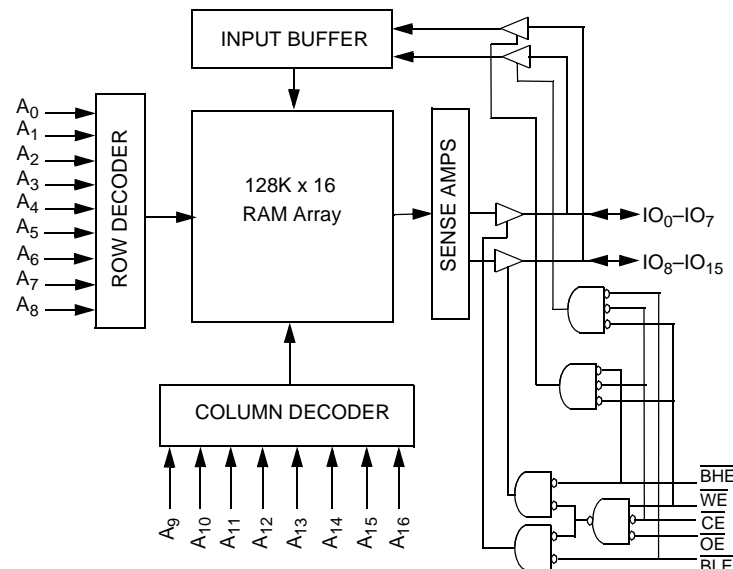 INPUT BUFFER
A0
A1
A2
A3
A4
A5
A6
A7
A8
ROW DECODER
128K x 16
RAM Array
SENSE AMPS
IO0–IO7
IO8–IO15
COLUMN DECODER
A9
A10
A11
A12
A13
A14
A15
A16
BHE
WE
CE
OE
BLE